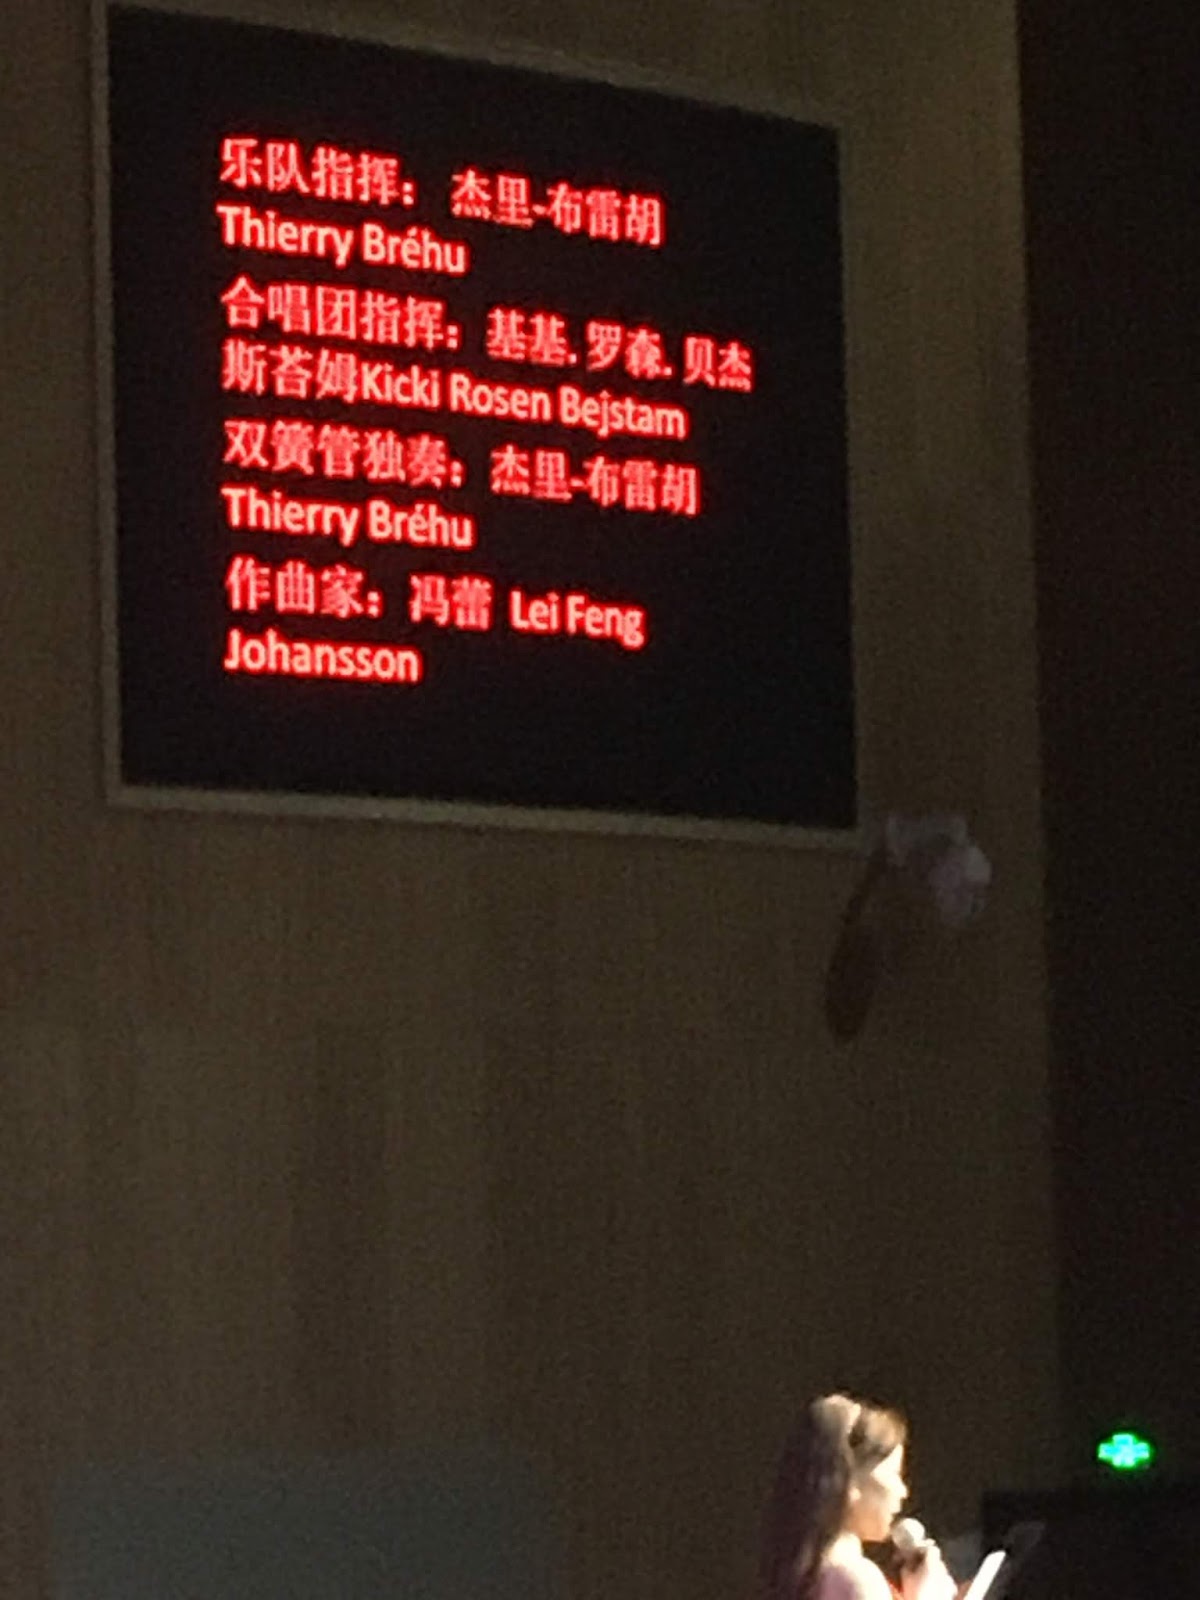 乐队指挥： 杰里-布雷胡
Thierry Bréhu
合唱团指挥：基基.罗森.贝杰
斯苔姆Kicki Rosen Bejstam
双簧管独奏：杰里-布雷胡
Thierry Bréhu
作曲家：冯蕾 Lei Feng
Johansson